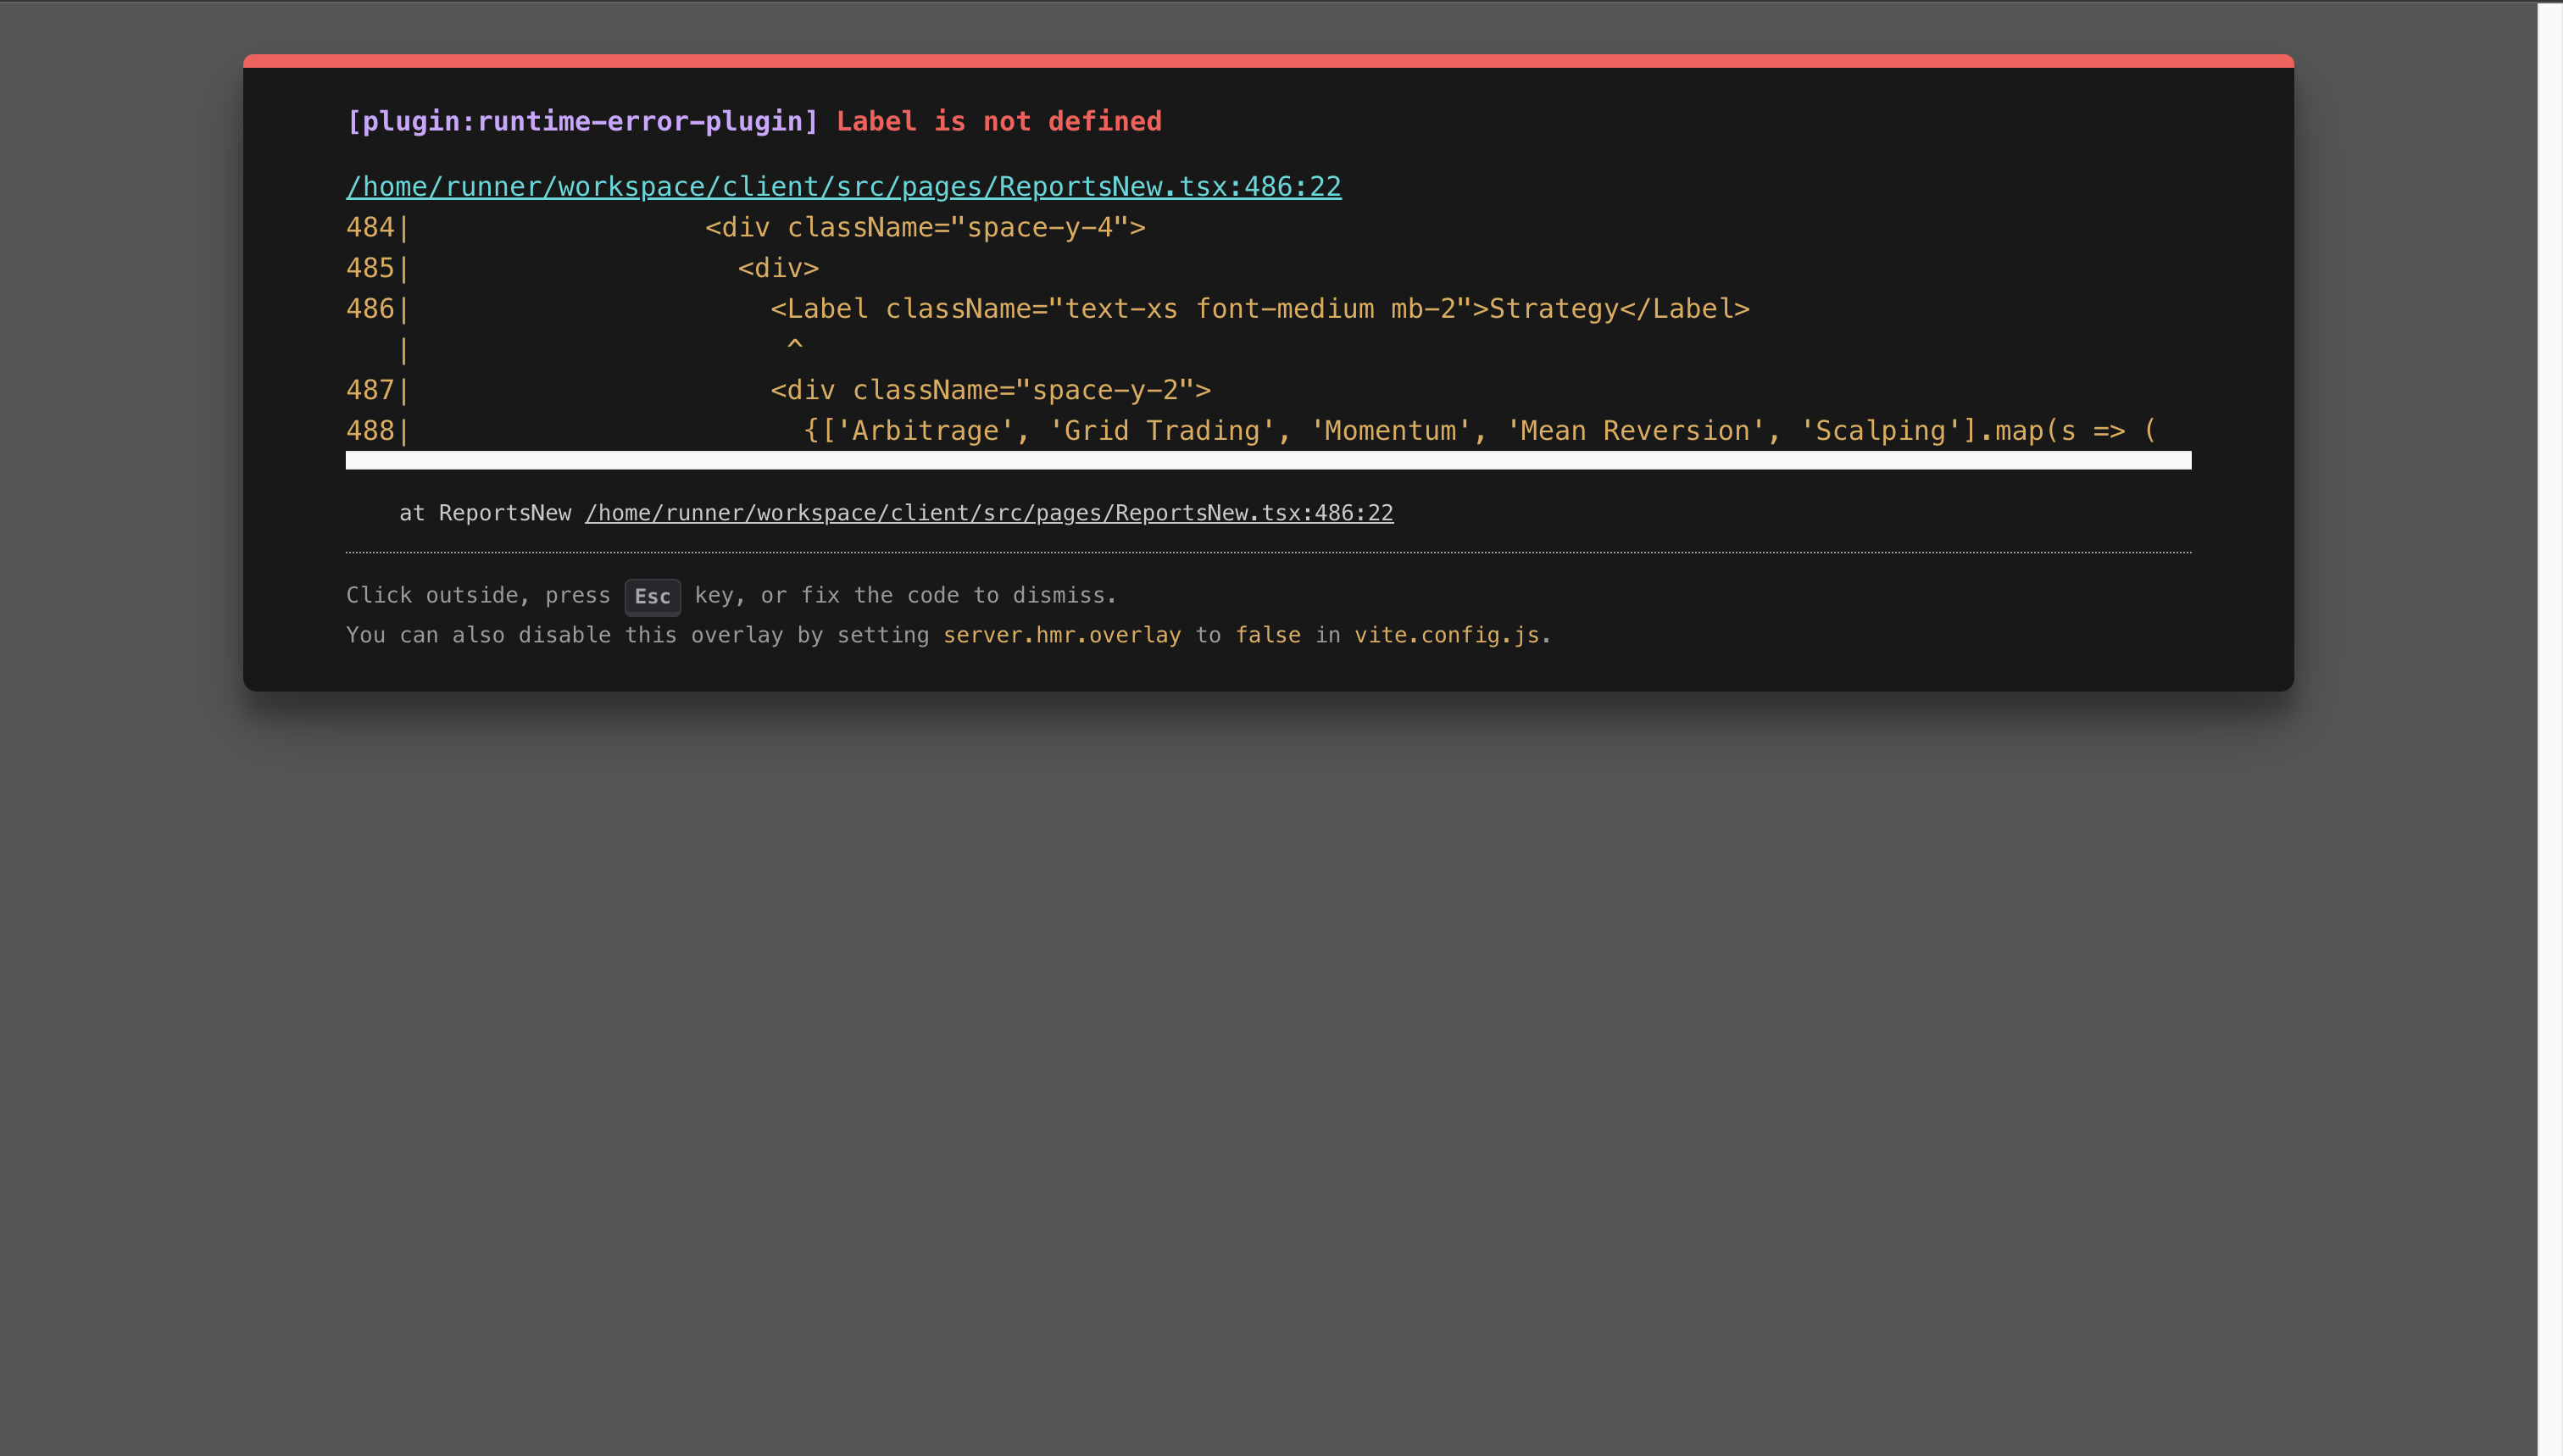 [plugin:runtime-error-plugin] Label is not defined
/home/runner/workspace/client/src/pages/ReportsNew.tsx:486:22
484|                  <div className="space-y-4">
485|                    <div>
486|                      <Label className="text-xs font-medium mb-2">Strategy</Label>
   |                       ^
487|                      <div className="space-y-2">
488|                        {['Arbitrage', 'Grid Trading', 'Momentum', 'Mean Reversion', 'Scalping'].map(s => (
at ReportsNew /home/runner/workspace/client/src/pages/ReportsNew.tsx:486:22
Click outside, press Esc key, or fix the code to dismiss.
You can also disable this overlay by setting server.hmr.overlay to false in vite.config.js.